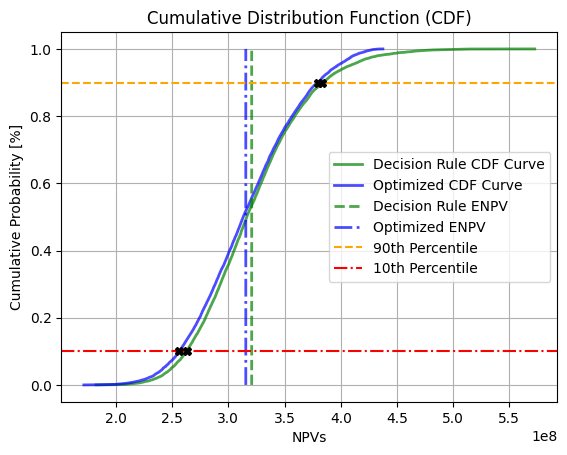 Cumulative Distribution Function (CDF)
Cumulative Probability [%]
1.0
0.8
0.6
0.4
0.2
0.0
Decision Rule CDF Curve
Optimized CDF Curve
Decision Rule ENPV
Optimized ENPV
90th Percentile
10th Percentile
2.0 2.5 3.0 3.5 4.0 4.5 5.0 5.5
1e8
NPVs